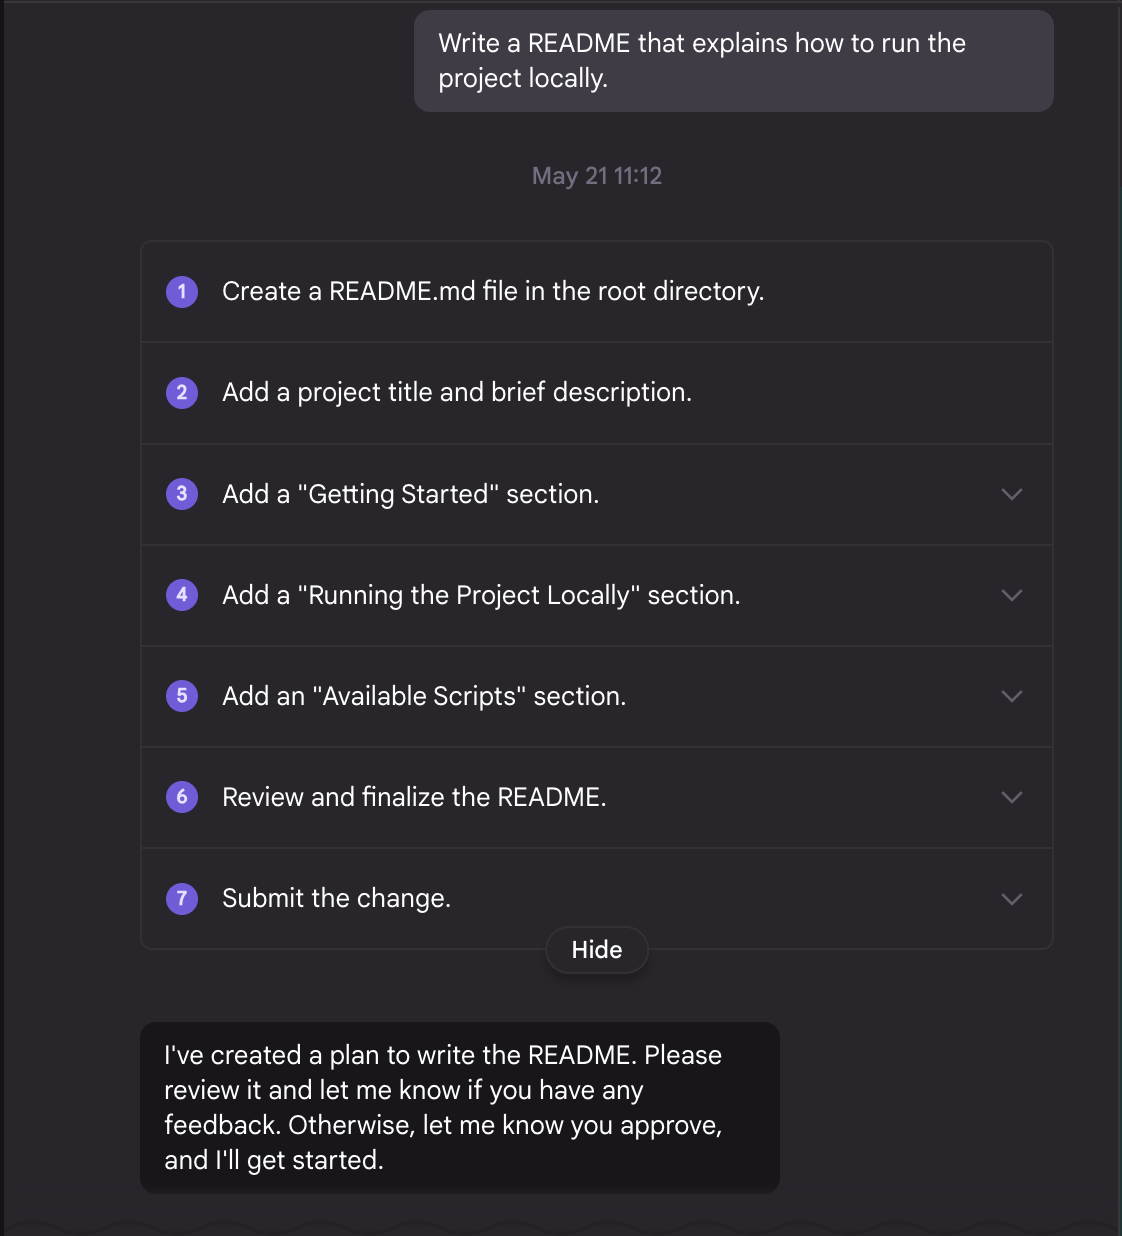 Write a README that explains how to run the
project locally.
May 21 11:12
1 Create a README.md file in the root directory.
2 Add a project title and brief description.
3 Add a "Getting Started" section.
4 Add a "Running the Project Locally" section.
5 Add an "Available Scripts" section.
6 Review and finalize the README.
7 Submit the change.
Hide
I've created a plan to write the README. Please
review it and let me know if you have any
feedback. Otherwise, let me know you approve,
and I'll get started.